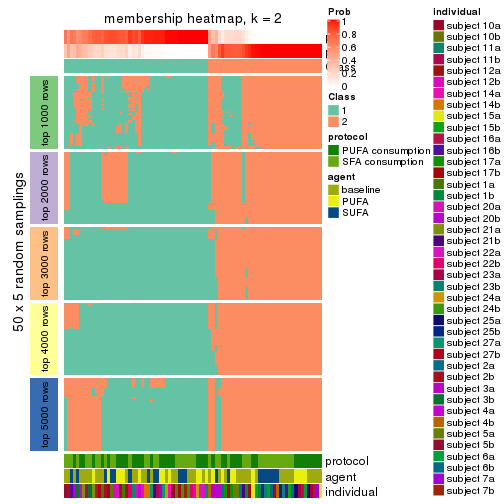 membership heatmap, k = 2
50 x 5 random samplings
top 1000 rows
top 2000 rows
top 3000 rows
top 4000 rows
top 5000 rows
protocol
agent
individual
Prob
1
0.8
0.6
0.4
0.2
0
Class
1
2
protocol
PUFA consumption
SFA consumption
agent
baseline
PUFA
SUFA
individual
subject 10a
subject 10b
subject 11a
subject 11b
subject 12a
subject 12b
subject 14a
subject 14b
subject 15a
subject 15b
subject 16a
subject 16b
subject 17a
subject 17b
subject 1a
subject 1b
subject 20a
subject 20b
subject 21a
subject 21b
subject 22a
subject 22b
subject 23a
subject 23b
subject 24a
subject 24b
subject 25a
subject 25b
subject 27a
subject 27b
subject 2a
subject 2b
subject 3a
subject 3b
subject 4a
subject 4b
subject 5a
subject 5b
subject 6a
subject 6b
subject 7a
subject 7b